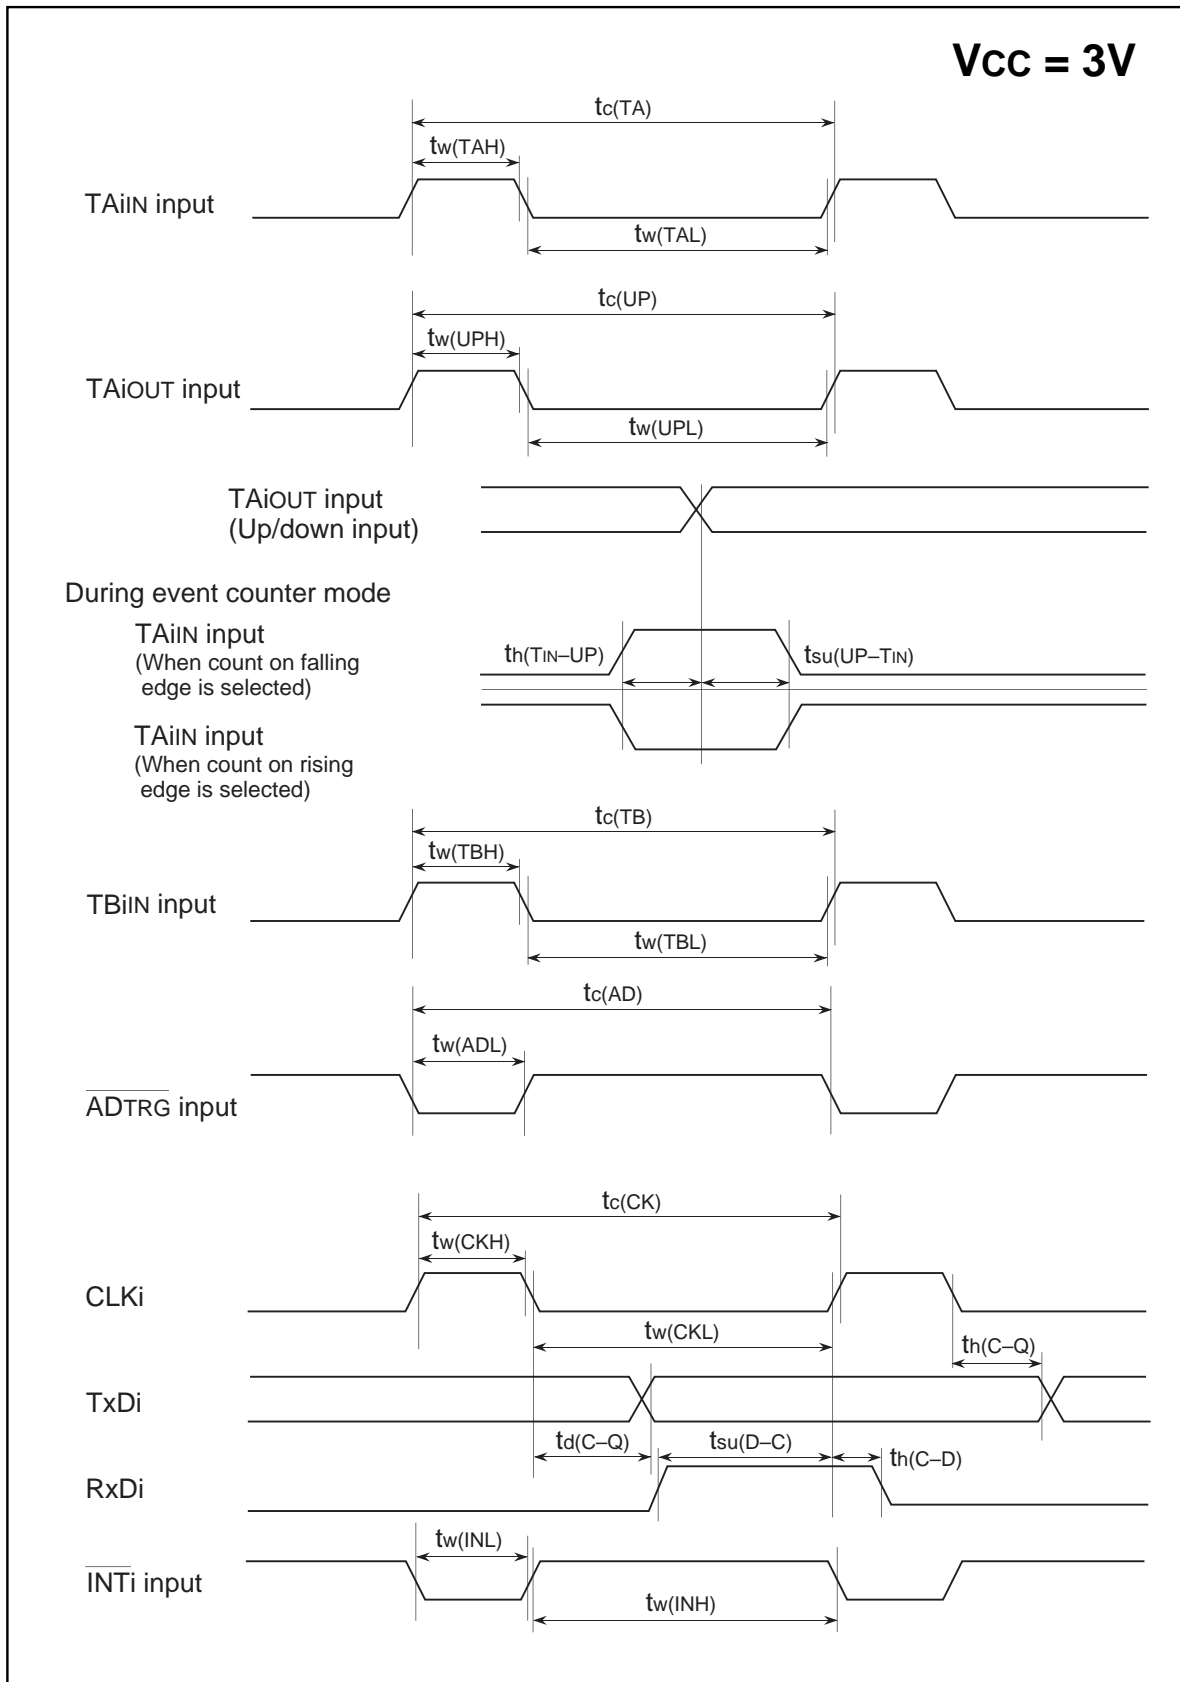 VCC = 3V
tc(TA)
tw(TAH)
TAiIN input
tw(TAL)
tc(UP)
tw(UPH)
TAiOUT input
tw(UPL)
TAiOUT input
(Up/down input)
During event counter mode
TAiIN input
(When count on falling
edge is selected)
th(TIN–UP)
tsu(UP–TIN)
TAiIN input
(When count on rising
edge is selected)
tc(TB)
tw(TBH)
TBiIN input
tw(TBL)
tc(AD)
tw(ADL)
A̅D̅T̅R̅G̅ input
tc(CK)
tw(CKH)
CLKi
tw(CKL)
th(C–Q)
TxDi
td(C–Q)
tsu(D–C)
th(C–D)
RxDi
tw(INL)
I̅N̅T̅i input
tw(INH)